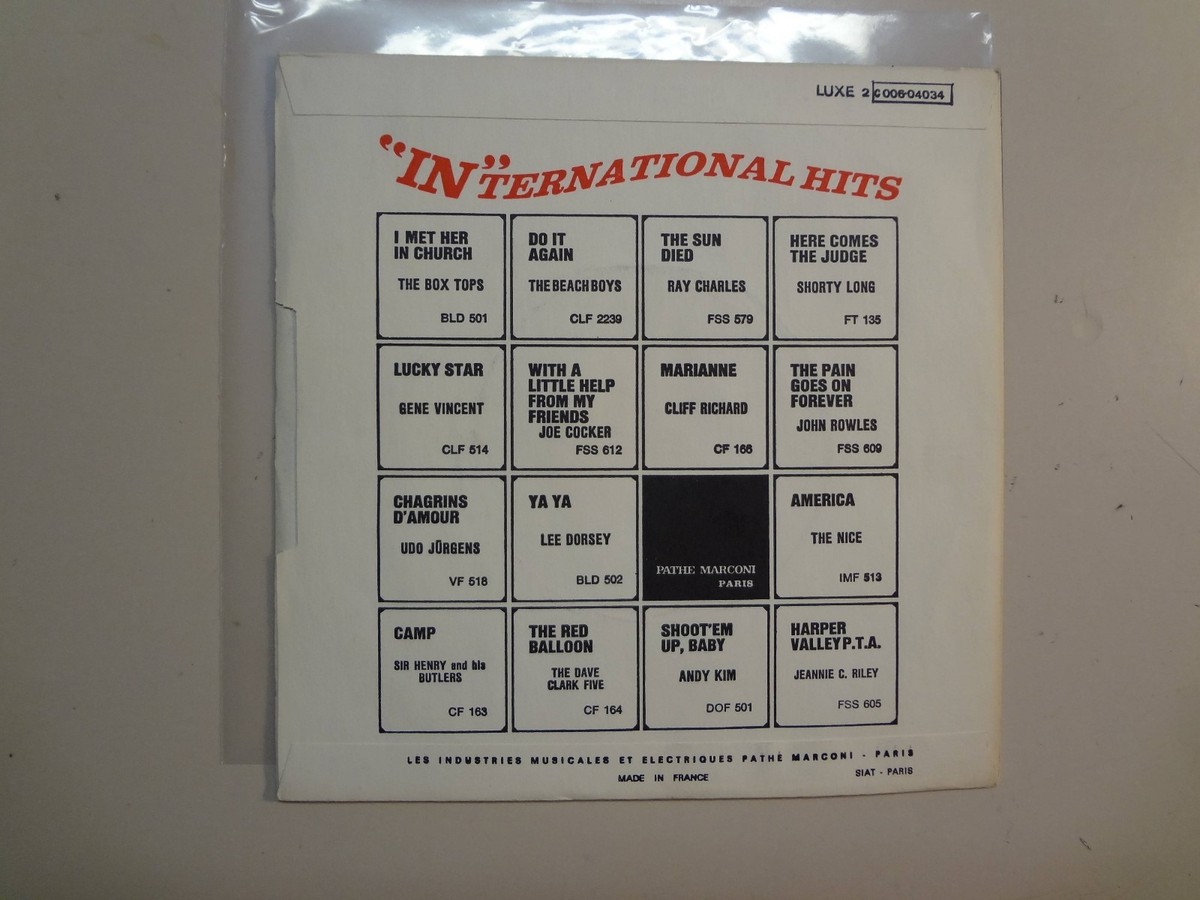 LUXE 2 C 006-04034
“IN”TERNATIONAL HITS
I MET HER
IN CHURCH
THE BOX TOPS
BLD 501
DO IT
AGAIN
THE BEACH BOYS
CLF 2239
THE SUN
DIED
RAY CHARLES
FSS 579
HERE COMES
THE JUDGE
SHORTY LONG
FT 135
LUCKY STAR
GENE VINCENT
CLF 514
WITH A
LITTLE HELP
FROM MY
FRIENDS
JOE COCKER
FSS 612
MARIANNE
CLIFF RICHARD
CF 166
THE PAIN
GOES ON
FOREVER
JOHN ROWLES
FSS 609
CHAGRINS
D'AMOUR
UDO JÜRGENS
VF 518
YA YA
LEE DORSEY
BLD 502
PATHE MARCONI
PARIS
AMERICA
THE NICE
IMF 513
CAMP
SIR HENRY and his
BUTLERS
CF 163
THE RED
BALLOON
THE DAVE
CLARK FIVE
CF 164
SHOOT'EM
UP, BABY
ANDY KIM
DOF 501
HARPER
VALLEY P.T.A.
JEANNIE C. RILEY
FSS 605
LES INDUSTRIES MUSICALES ET ELECTRIQUES PATHÉ MARCONI - PARIS
MADE IN FRANCE
SIAT - PARIS